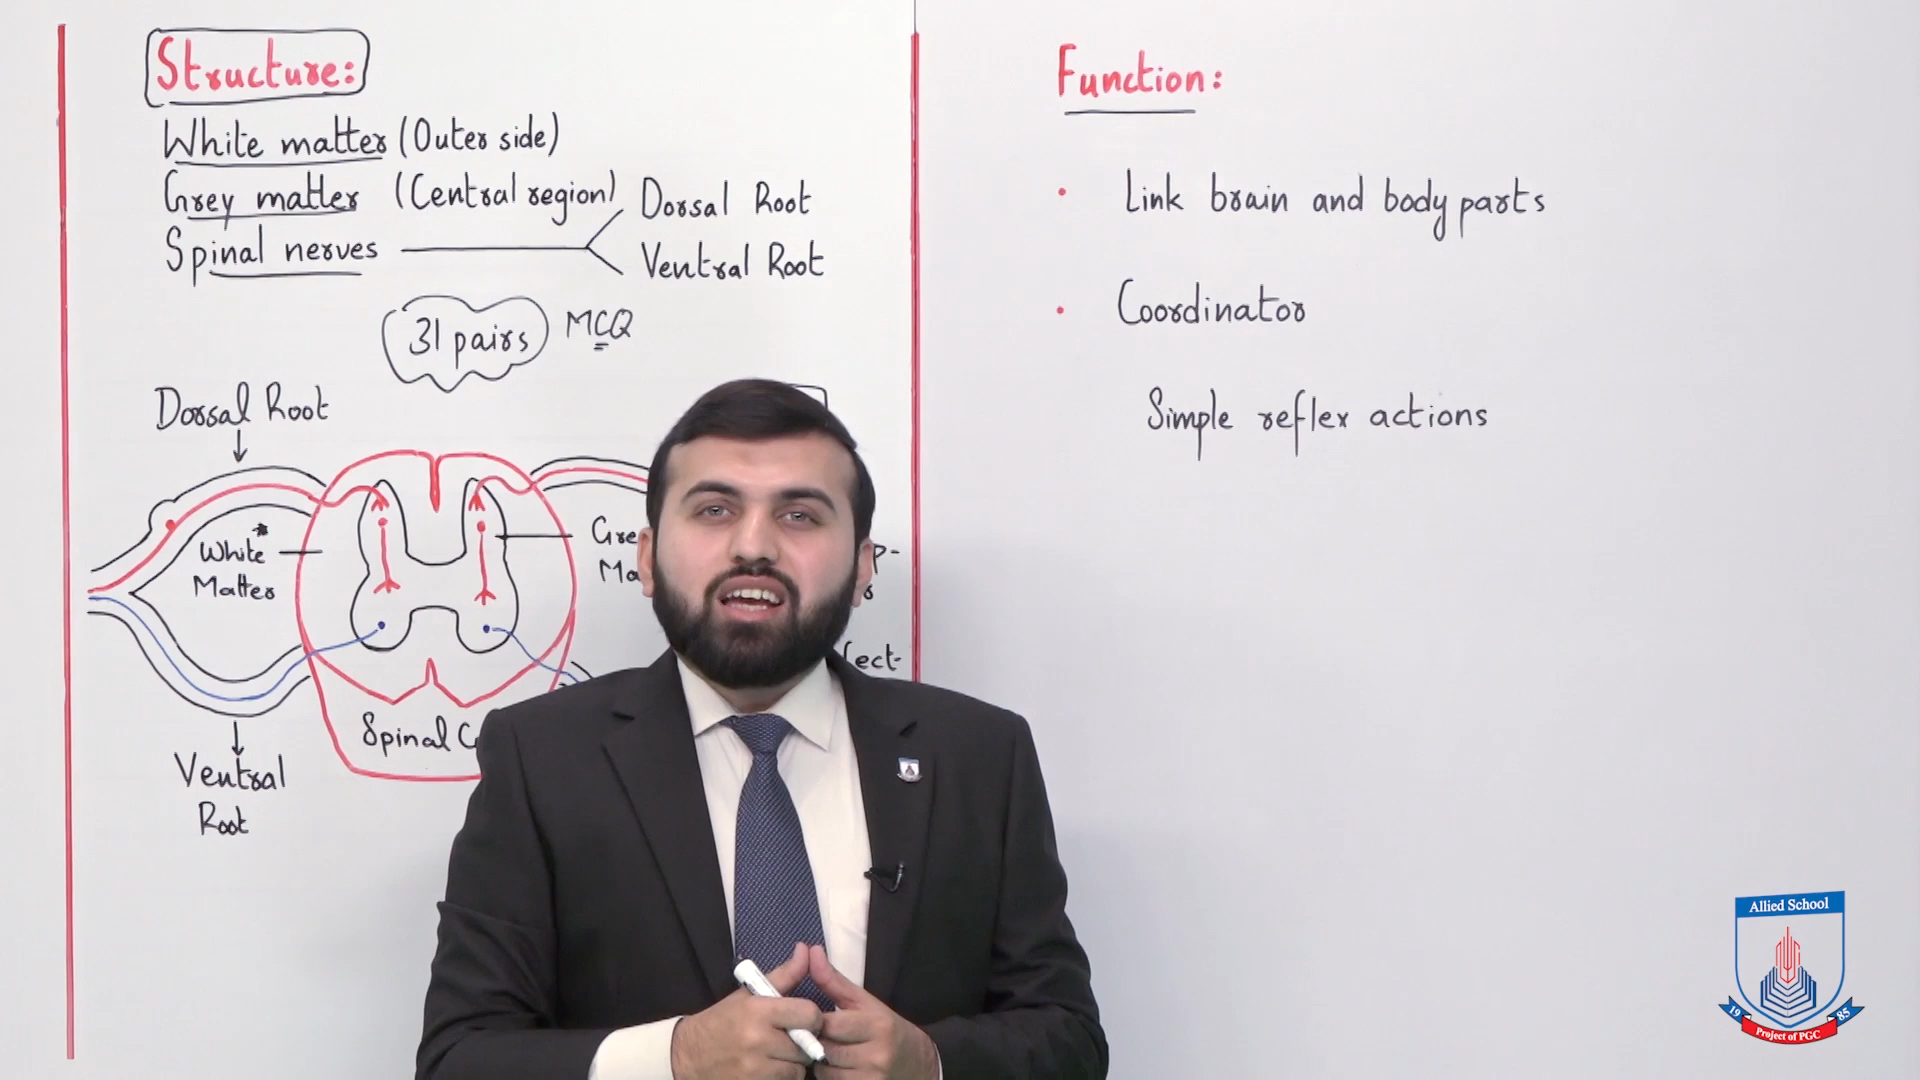 Structure:
White matter (Outer side)
Grey matter (Central region)
Spinal nerves
Dorsal Root
Ventral Root
31 pairs MCQ
Dorsal Root
White
Matter
Spinal
Ventral
Root
Function:
• Link brain and body parts
• Coordinator
Simple reflex actions
Allied School
19 85
Project of PGC